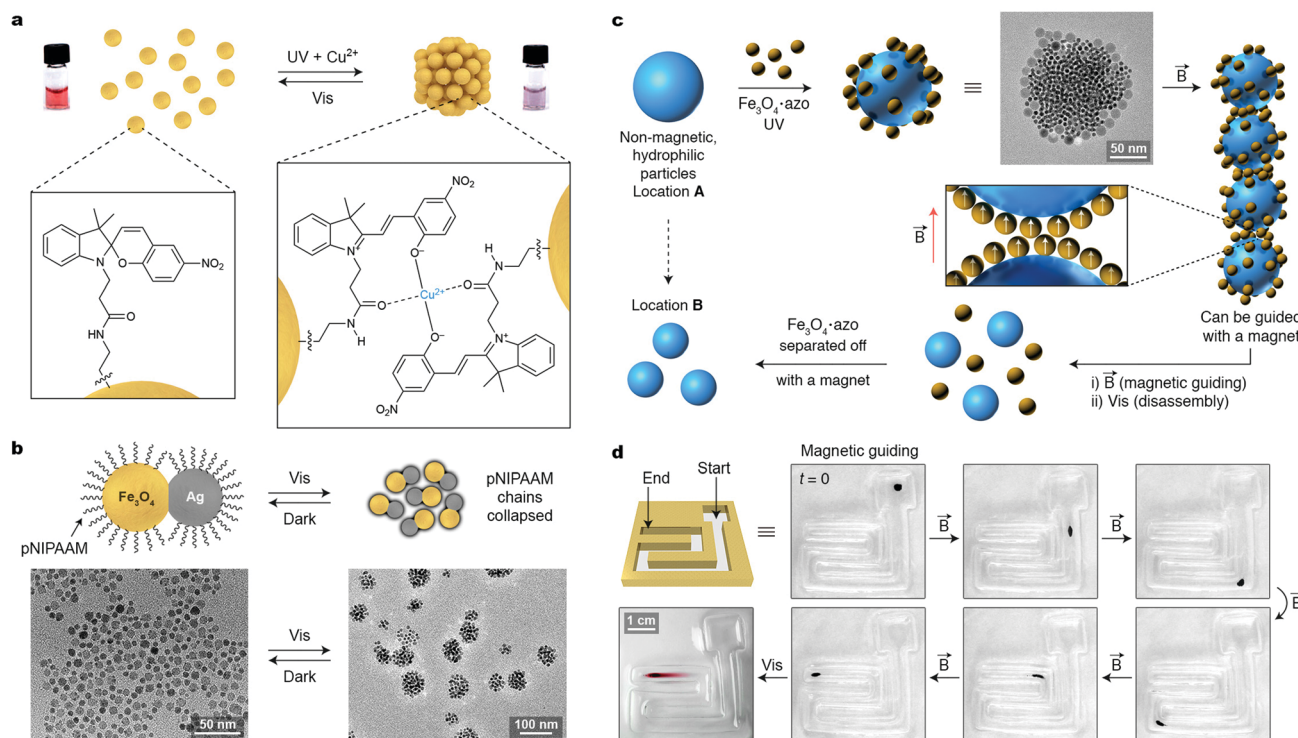 a
UV + Cu²⁺
Vis
NO₂
N
O
NO₂
O
HN
NO₂
N⁺
O⁻
Cu²⁺
H
N
O
O
N
H
O⁻
N⁺
NO₂
b
Fe₃O₄
Ag
pNIPAAM
Vis
Dark
pNIPAAM
chains
collapsed
Vis
Dark
50 nm
100 nm
c
Non-magnetic,
hydrophilic
particles
Location A
Fe₃O₄·azo
UV
≡
50 nm
B
B
Can be guided
with a magnet
i) B (magnetic guiding)
ii) Vis (disassembly)
Fe₃O₄·azo
separated off
with a magnet
Location B
d
End
Start
≡
Magnetic guiding
t = 0
B
B
B
B
B
Vis
1 cm